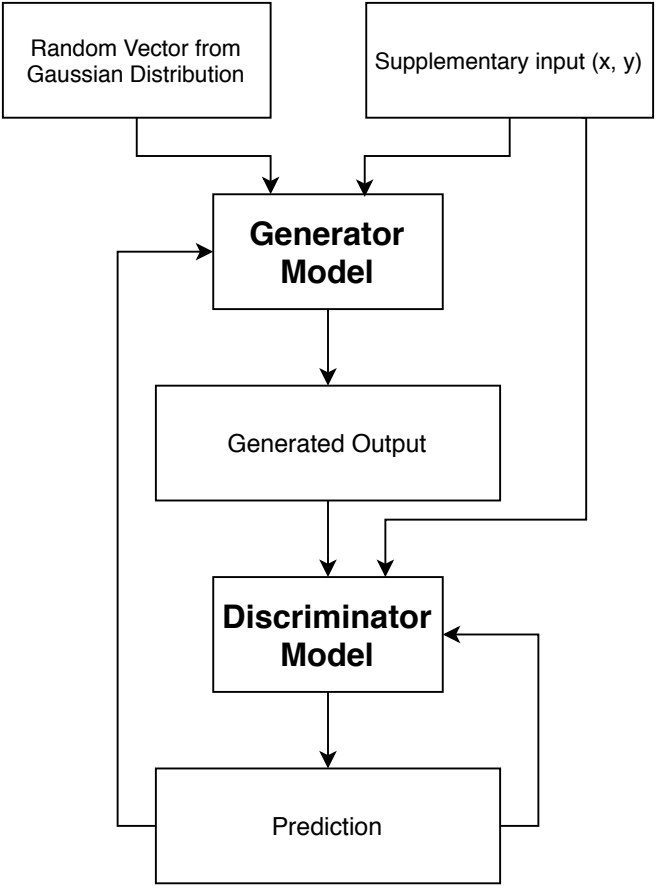 Random Vector from
Gaussian Distribution
Supplementary input (x, y)
Generator
Model
Generated Output
Discriminator
Model
Prediction